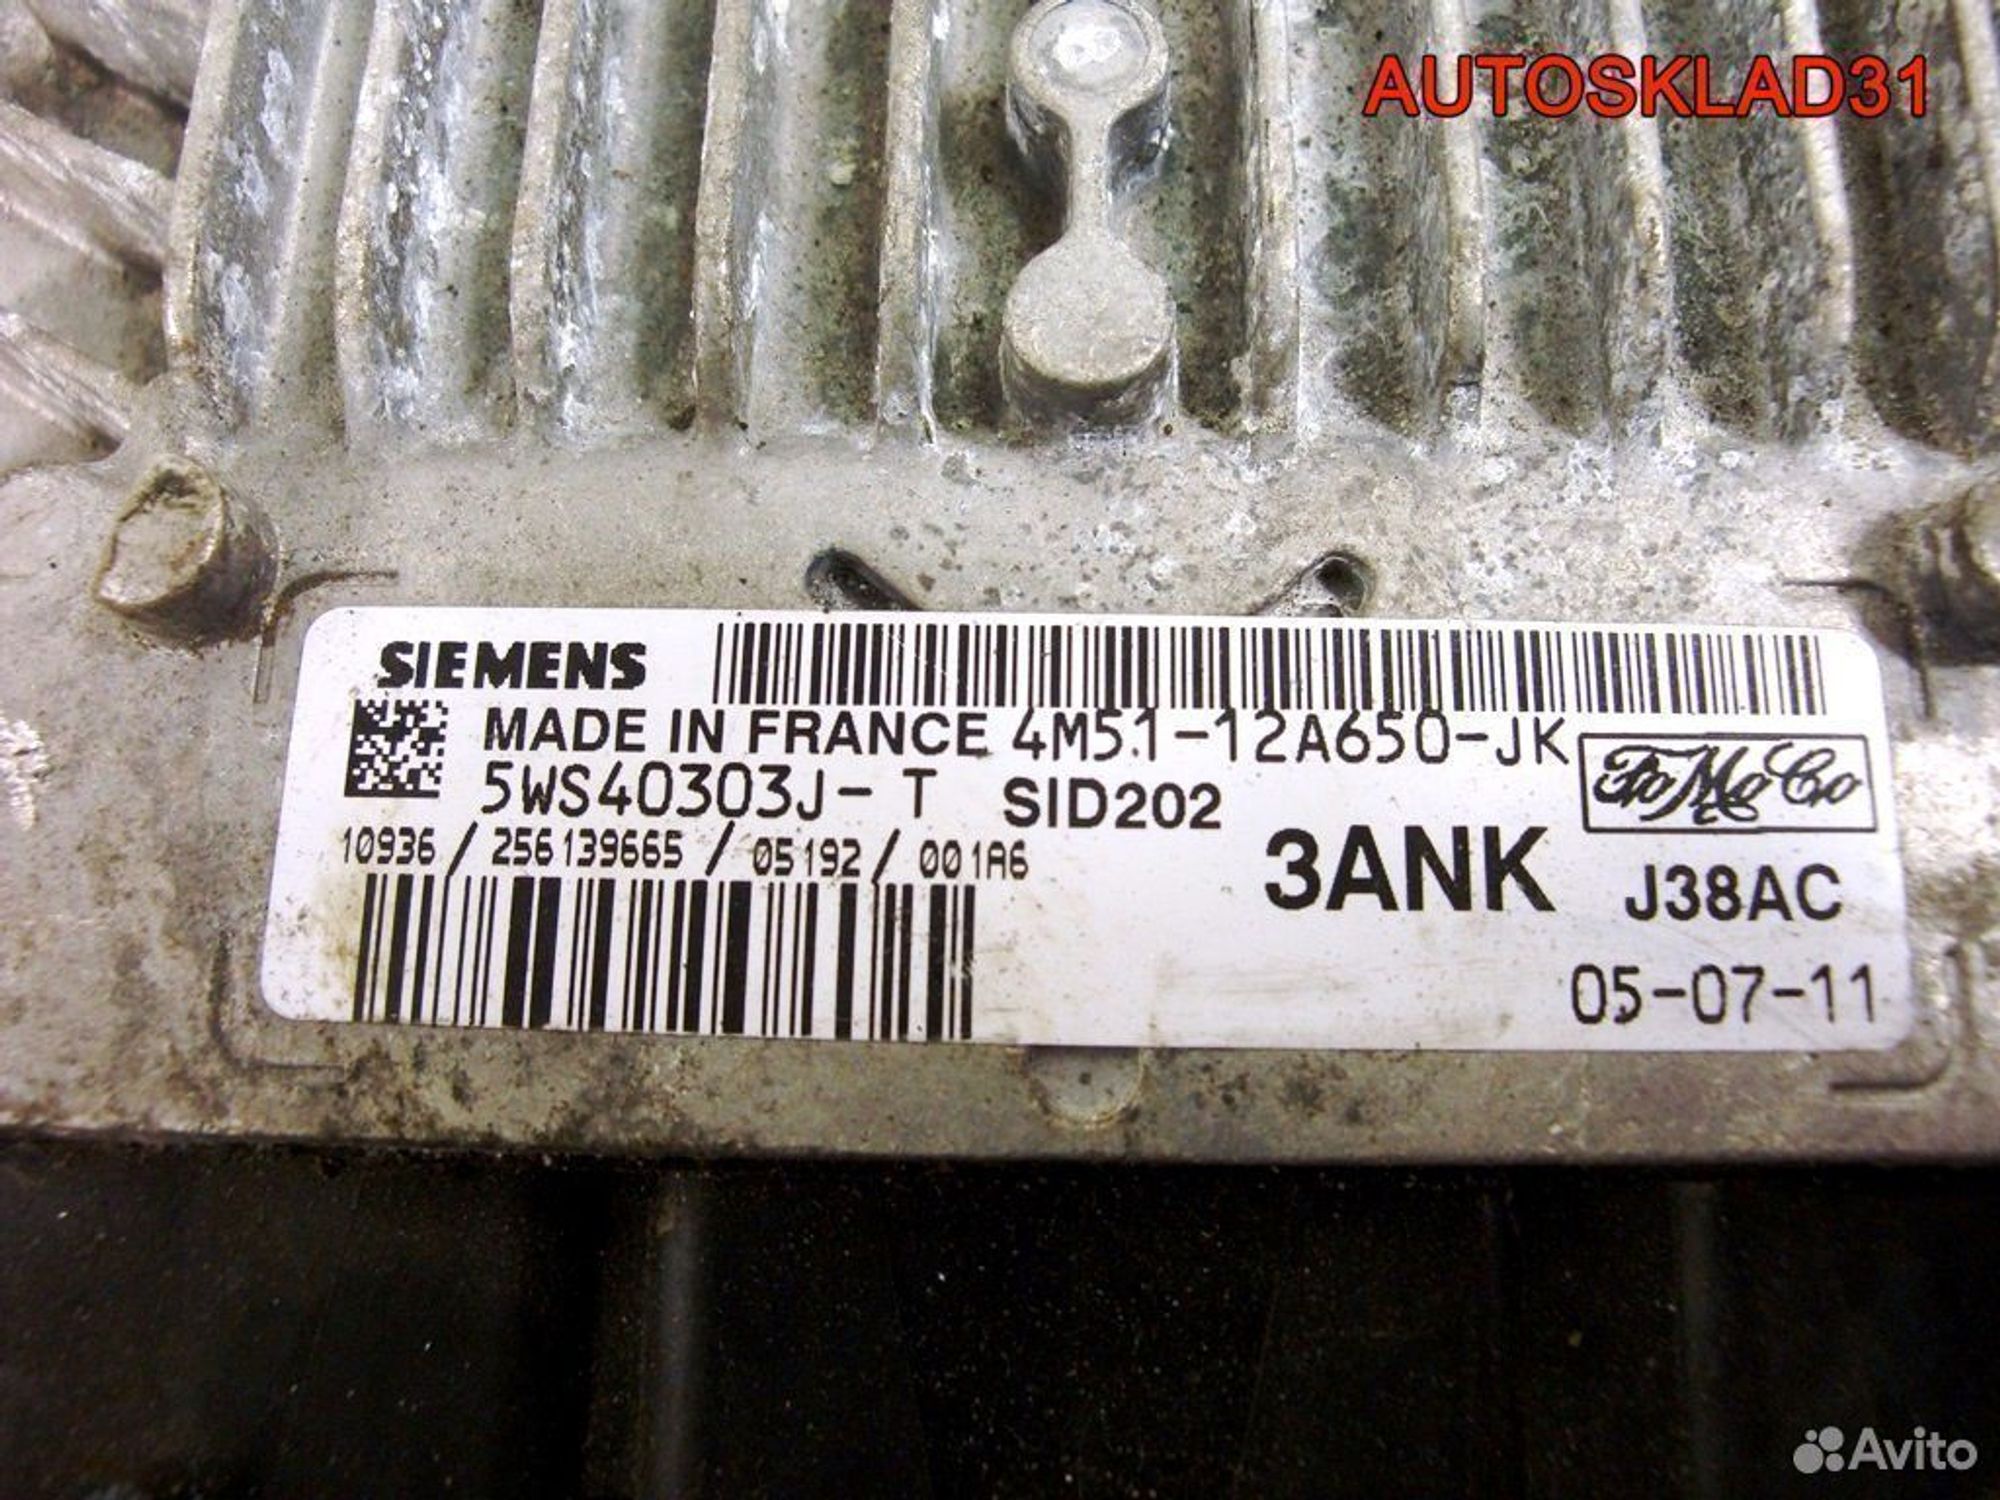 AUTOSKLAD31
SIEMENS
MADE IN FRANCE 4M51-12A650-JK
5WS40303J-T SID202
FoMoCo
10936/256139665/05192/001A6
3ANK J38AC
05-07-11
Avito